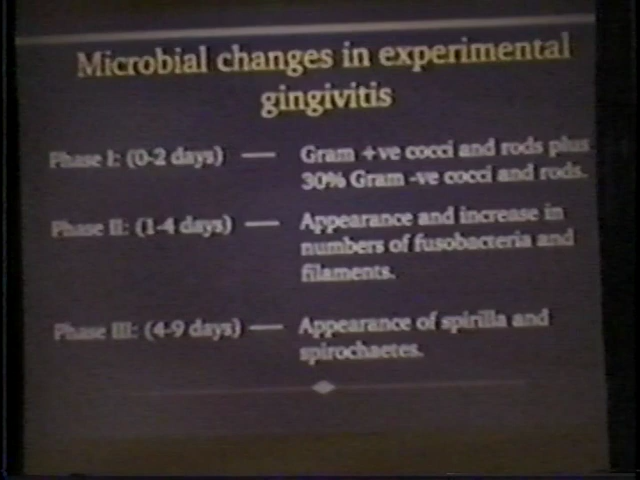 Microbial changes in experimental
gingivitis
Phase I: (0-2 days) — Gram +ve cocci and rods plus
30% Gram -ve cocci and rods.
Phase II: (1-4 days) — Appearance and increase in
numbers of fusobacteria and
filaments.
Phase III: (4-9 days) — Appearance of spirilla and
spirochaetes.